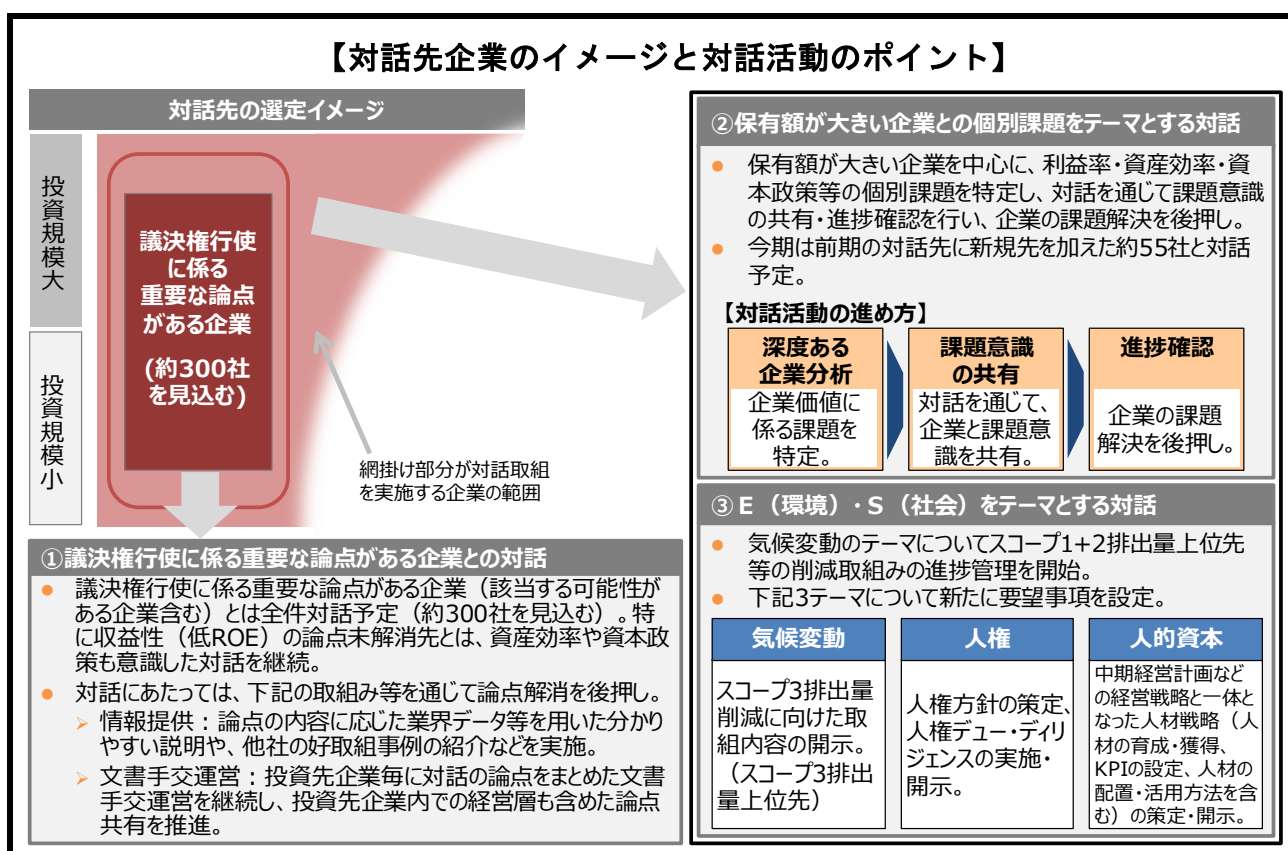 【対話先企業のイメージと対話活動のポイント】
対話先の選定イメージ
投資規模大
投資規模小
議決権行使
に係る
重要な論点
がある企業
(約300社
を見込む)
網掛け部分が対話取組
を実施する企業の範囲
①議決権行使に係る重要な論点がある企業との対話
● 議決権行使に係る重要な論点がある企業（該当する可能性が
ある企業含む）とは全件対話予定（約300社を見込む）。特
に収益性（低ROE）の論点未解消先とは、資産効率や資本政
策も意識した対話を継続。
● 対話にあたっては、下記の取組み等を通じて論点解消を後押し。
➢ 情報提供：論点の内容に応じた業界データ等を用いた分かり
やすい説明や、他社の好取組事例の紹介などを実施。
➢ 文書手交運営：投資先企業毎に対話の論点をまとめた文書
手交運営を継続し、投資先企業内での経営層も含めた論点
共有を推進。
②保有額が大きい企業との個別課題をテーマとする対話
● 保有額が大きい企業を中心に、利益率・資産効率・資
本政策等の個別課題を特定し、対話を通じて課題意識
の共有・進捗確認を行い、企業の課題解決を後押し。
● 今期は前期の対話先に新規先を加えた約55社と対話
予定。
【対話活動の進め方】
深度ある
企業分析
企業価値に
係る課題を
特定。
課題意識
の共有
対話を通じて、
企業と課題意
識を共有。
進捗確認
企業の課題
解決を後押し。
③Ｅ（環境）・Ｓ（社会）をテーマとする対話
● 気候変動のテーマについてスコープ1+2排出量上位先
等の削減取組みの進捗管理を開始。
● 下記3テーマについて新たに要望事項を設定。
気候変動
スコープ3排出量
削減に向けた取
組内容の開示。
（スコープ3排出
量上位先）
人権
人権方針の策定、
人権デュー・ディリ
ジェンスの実施・
開示。
人的資本
中期経営計画など
の経営戦略と一体と
なった人材戦略（人
材の育成・獲得、
KPIの設定、人材の
配置・活用方法を含
む）の策定・開示。